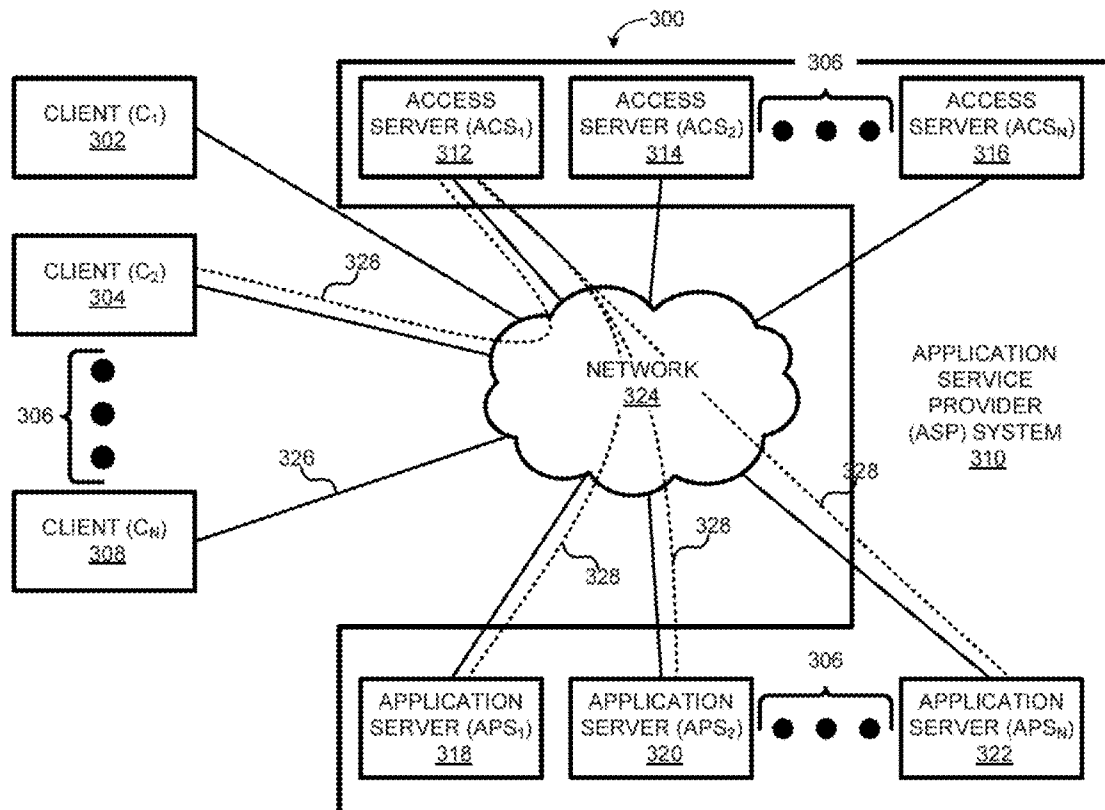 300
306
CLIENT (C₁)
302
ACCESS
SERVER (ACS₁)
312
ACCESS
SERVER (ACS₂)
314
ACCESS
SERVER (ACSN)
316
CLIENT (C₂)
304
328
306
NETWORK
324
APPLICATION
SERVICE
PROVIDER
(ASP) SYSTEM
310
326
CLIENT (CN)
308
328
328
328
306
APPLICATION
SERVER (APS₁)
318
APPLICATION
SERVER (APS₂)
320
APPLICATION
SERVER (APSN)
322